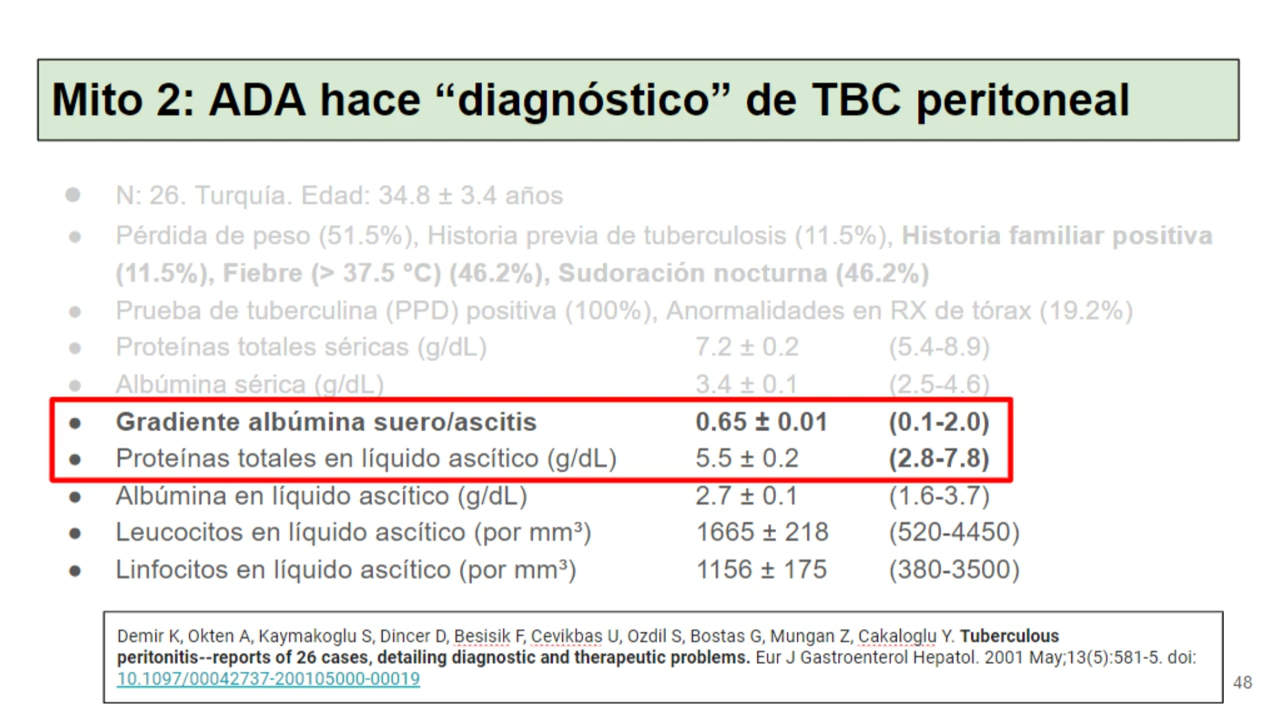 Mito 2: ADA hace “diagnóstico” de TBC peritoneal
● N: 26. Turquía. Edad: 34.8 ± 3.4 años
● Pérdida de peso (51.5%), Historia previa de tuberculosis (11.5%), Historia familiar positiva
(11.5%), Fiebre (> 37.5 °C) (46.2%), Sudoración nocturna (46.2%)
● Prueba de tuberculina (PPD) positiva (100%), Anormalidades en RX de tórax (19.2%)
● Proteínas totales séricas (g/dL) 7.2 ± 0.2 (5.4-8.9)
● Albúmina sérica (g/dL) 3.4 ± 0.1 (2.5-4.6)
● Gradiente albúmina suero/ascitis 0.65 ± 0.01 (0.1-2.0)
● Proteínas totales en líquido ascítico (g/dL) 5.5 ± 0.2 (2.8-7.8)
● Albúmina en líquido ascítico (g/dL) 2.7 ± 0.1 (1.6-3.7)
● Leucocitos en líquido ascítico (por mm³) 1665 ± 218 (520-4450)
● Linfocitos en líquido ascítico (por mm³) 1156 ± 175 (380-3500)
Demir K, Okten A, Kaymakoglu S, Dincer D, Besisik F, Cevikbas U, Ozdil S, Bostas G, Mungan Z, Cakaloglu Y. Tuberculous
peritonitis--reports of 26 cases, detailing diagnostic and therapeutic problems. Eur J Gastroenterol Hepatol. 2001 May;13(5):581-5. doi:
10.1097/00042737-200105000-00019
48